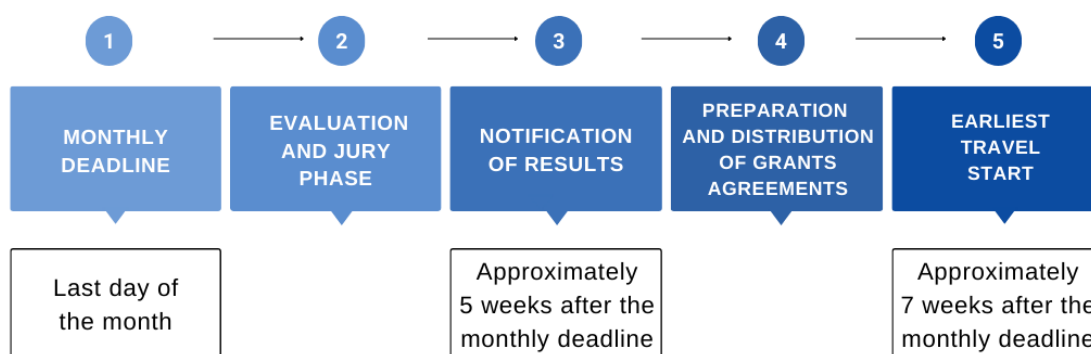 1
2
3
4
5
MONTHLY
DEADLINE
EVALUATION
AND JURY
PHASE
NOTIFICATION
OF RESULTS
PREPARATION
AND DISTRIBUTION
OF GRANTS
AGREEMENTS
EARLIEST
TRAVEL
START
Last day of
the month
Approximately
5 weeks after the
monthly deadline
Approximately
7 weeks after the
monthly deadline